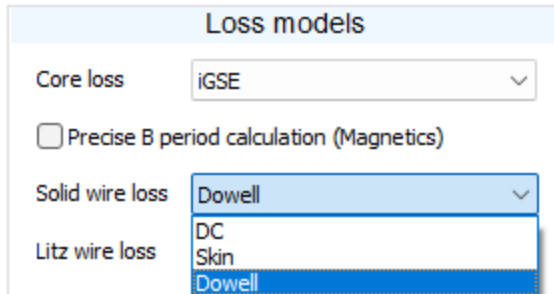 Loss models
Core loss iGSE
Precise B period calculation (Magnetics)
Solid wire loss Dowell
DC
Litz wire loss Skin
Dowell